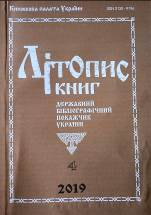 Книжкова палата України
Літопис
книг
ДЕРЖАВНИЙ
БІБЛІОГРАФІЧНИЙ
ПОКАЖЧИК
УКРАЇНИ
4
2019